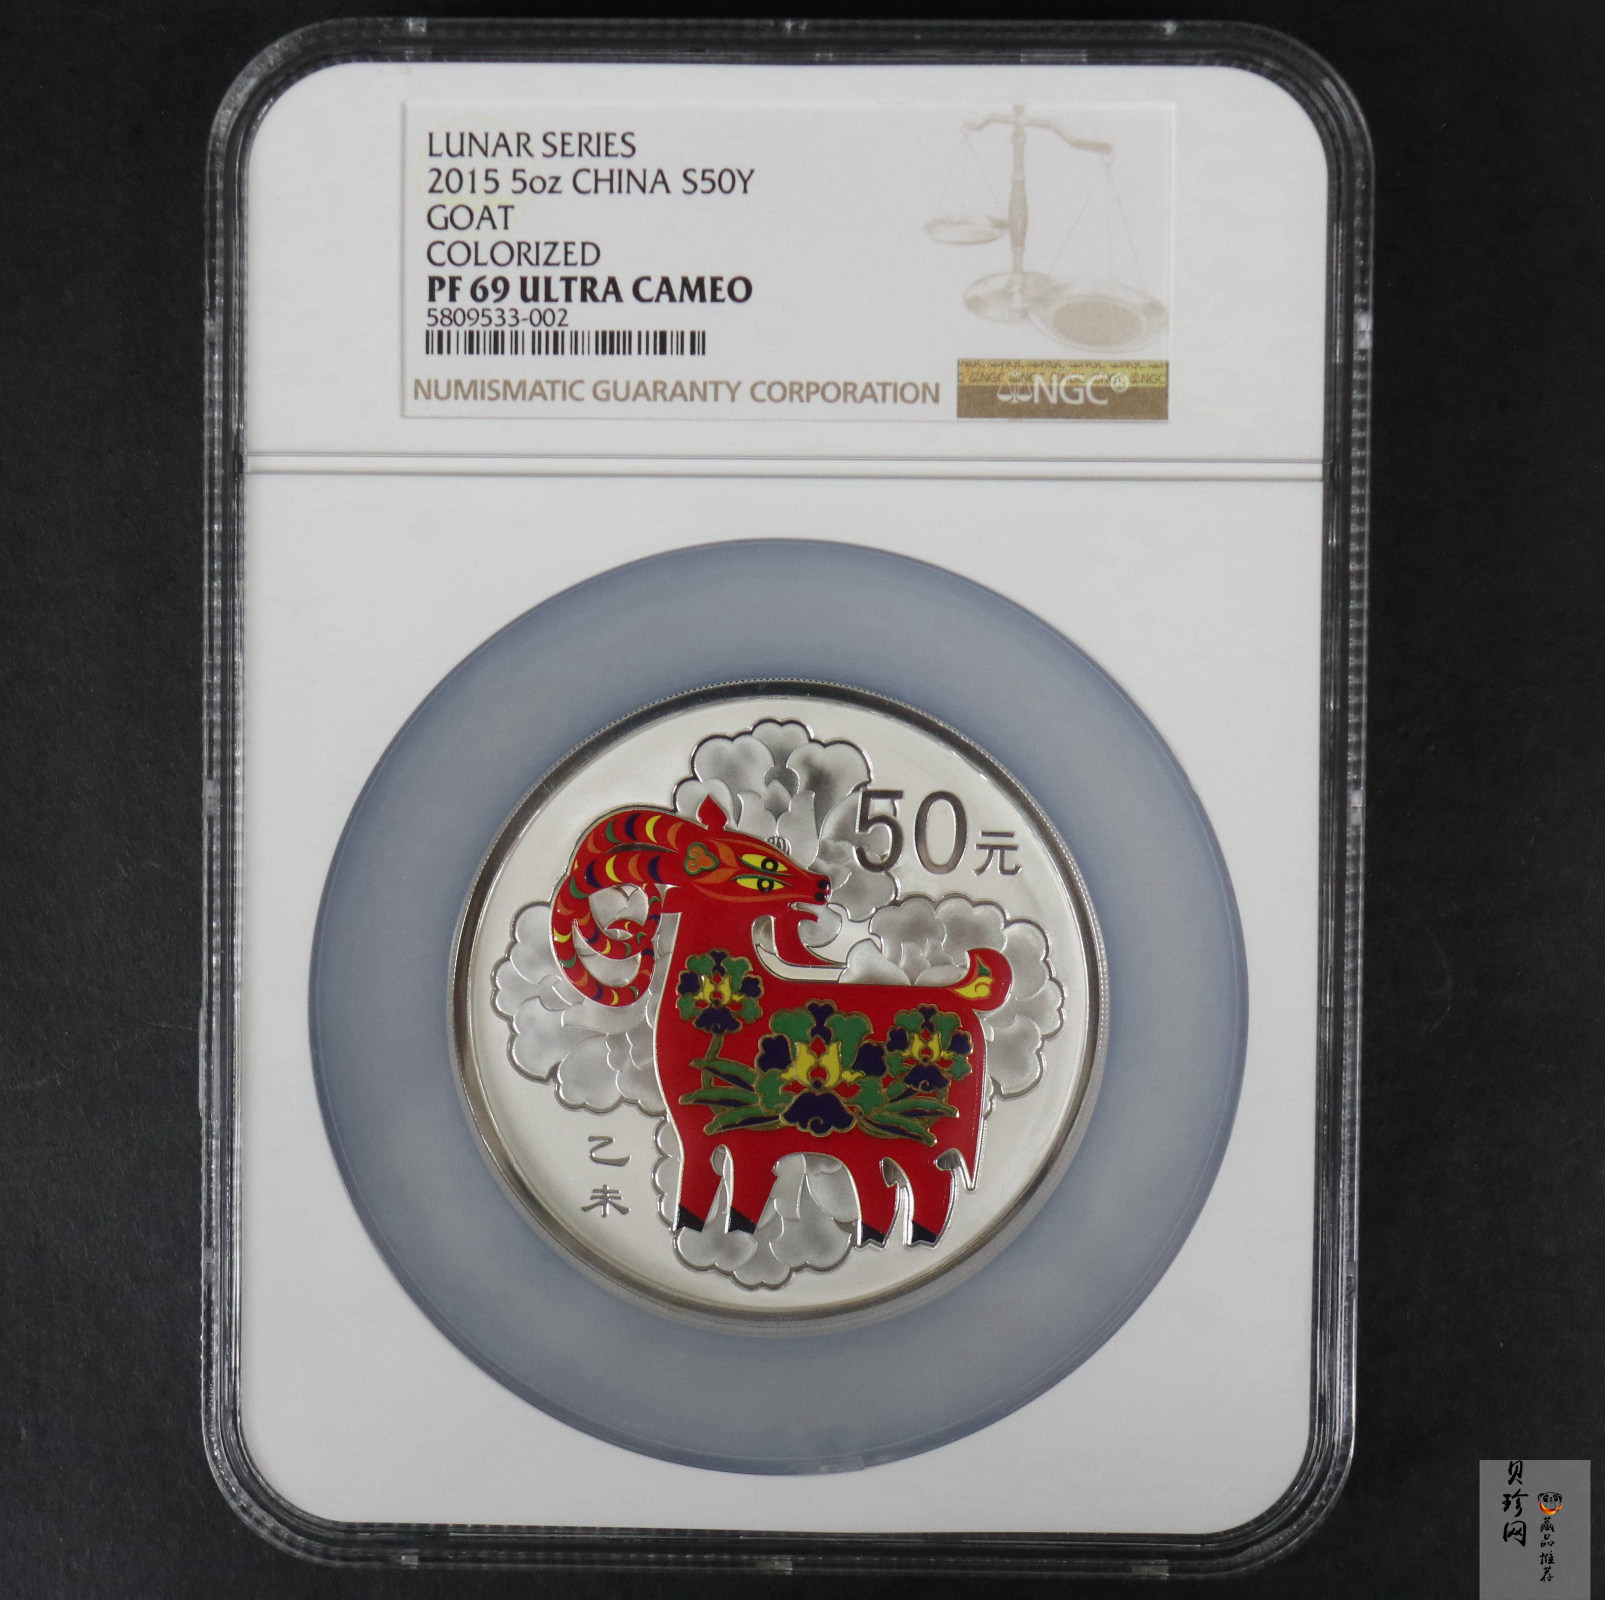 LUNAR SERIES
2015 5oz CHINA S50Y
GOAT
COLORIZED
PF 69 ULTRA CAMEO
5809533-002
NUMISMATIC GUARANTY CORPORATION
NGC®
50元
乙
未
贝珍网
藏品推荐